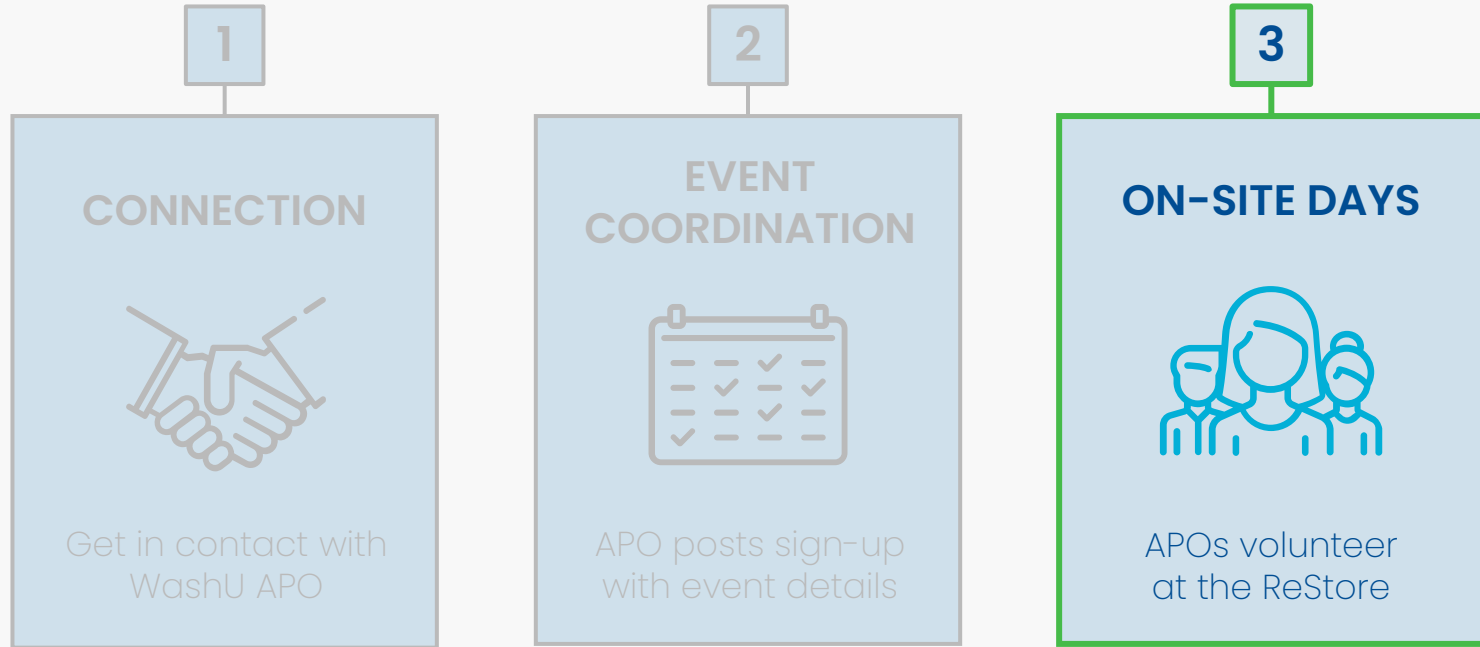 1
CONNECTION
Get in contact with
WashU APO
2
EVENT
COORDINATION
APO posts sign-up
with event details
3
ON-SITE DAYS
APOs volunteer
at the ReStore